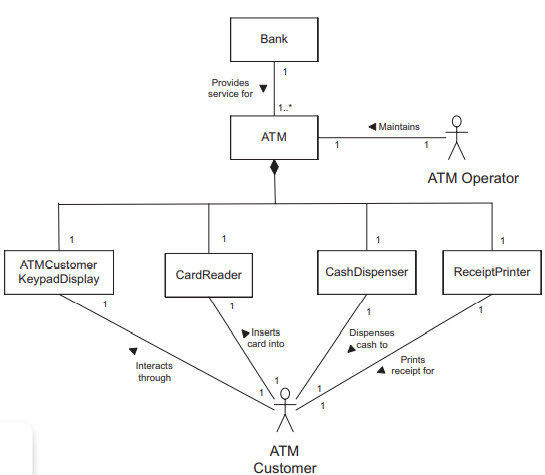 Bank
1
Provides
service for
1..*
ATM
Maintains
1
1
ATM Operator
1
1
1
1
ATMCustomer
KeypadDisplay
CardReader
CashDispenser
ReceiptPrinter
1
1
1
1
Inserts
card into
Dispenses
cash to
Interacts
through
Prints
receipt for
1
1
1
1
ATM
Customer